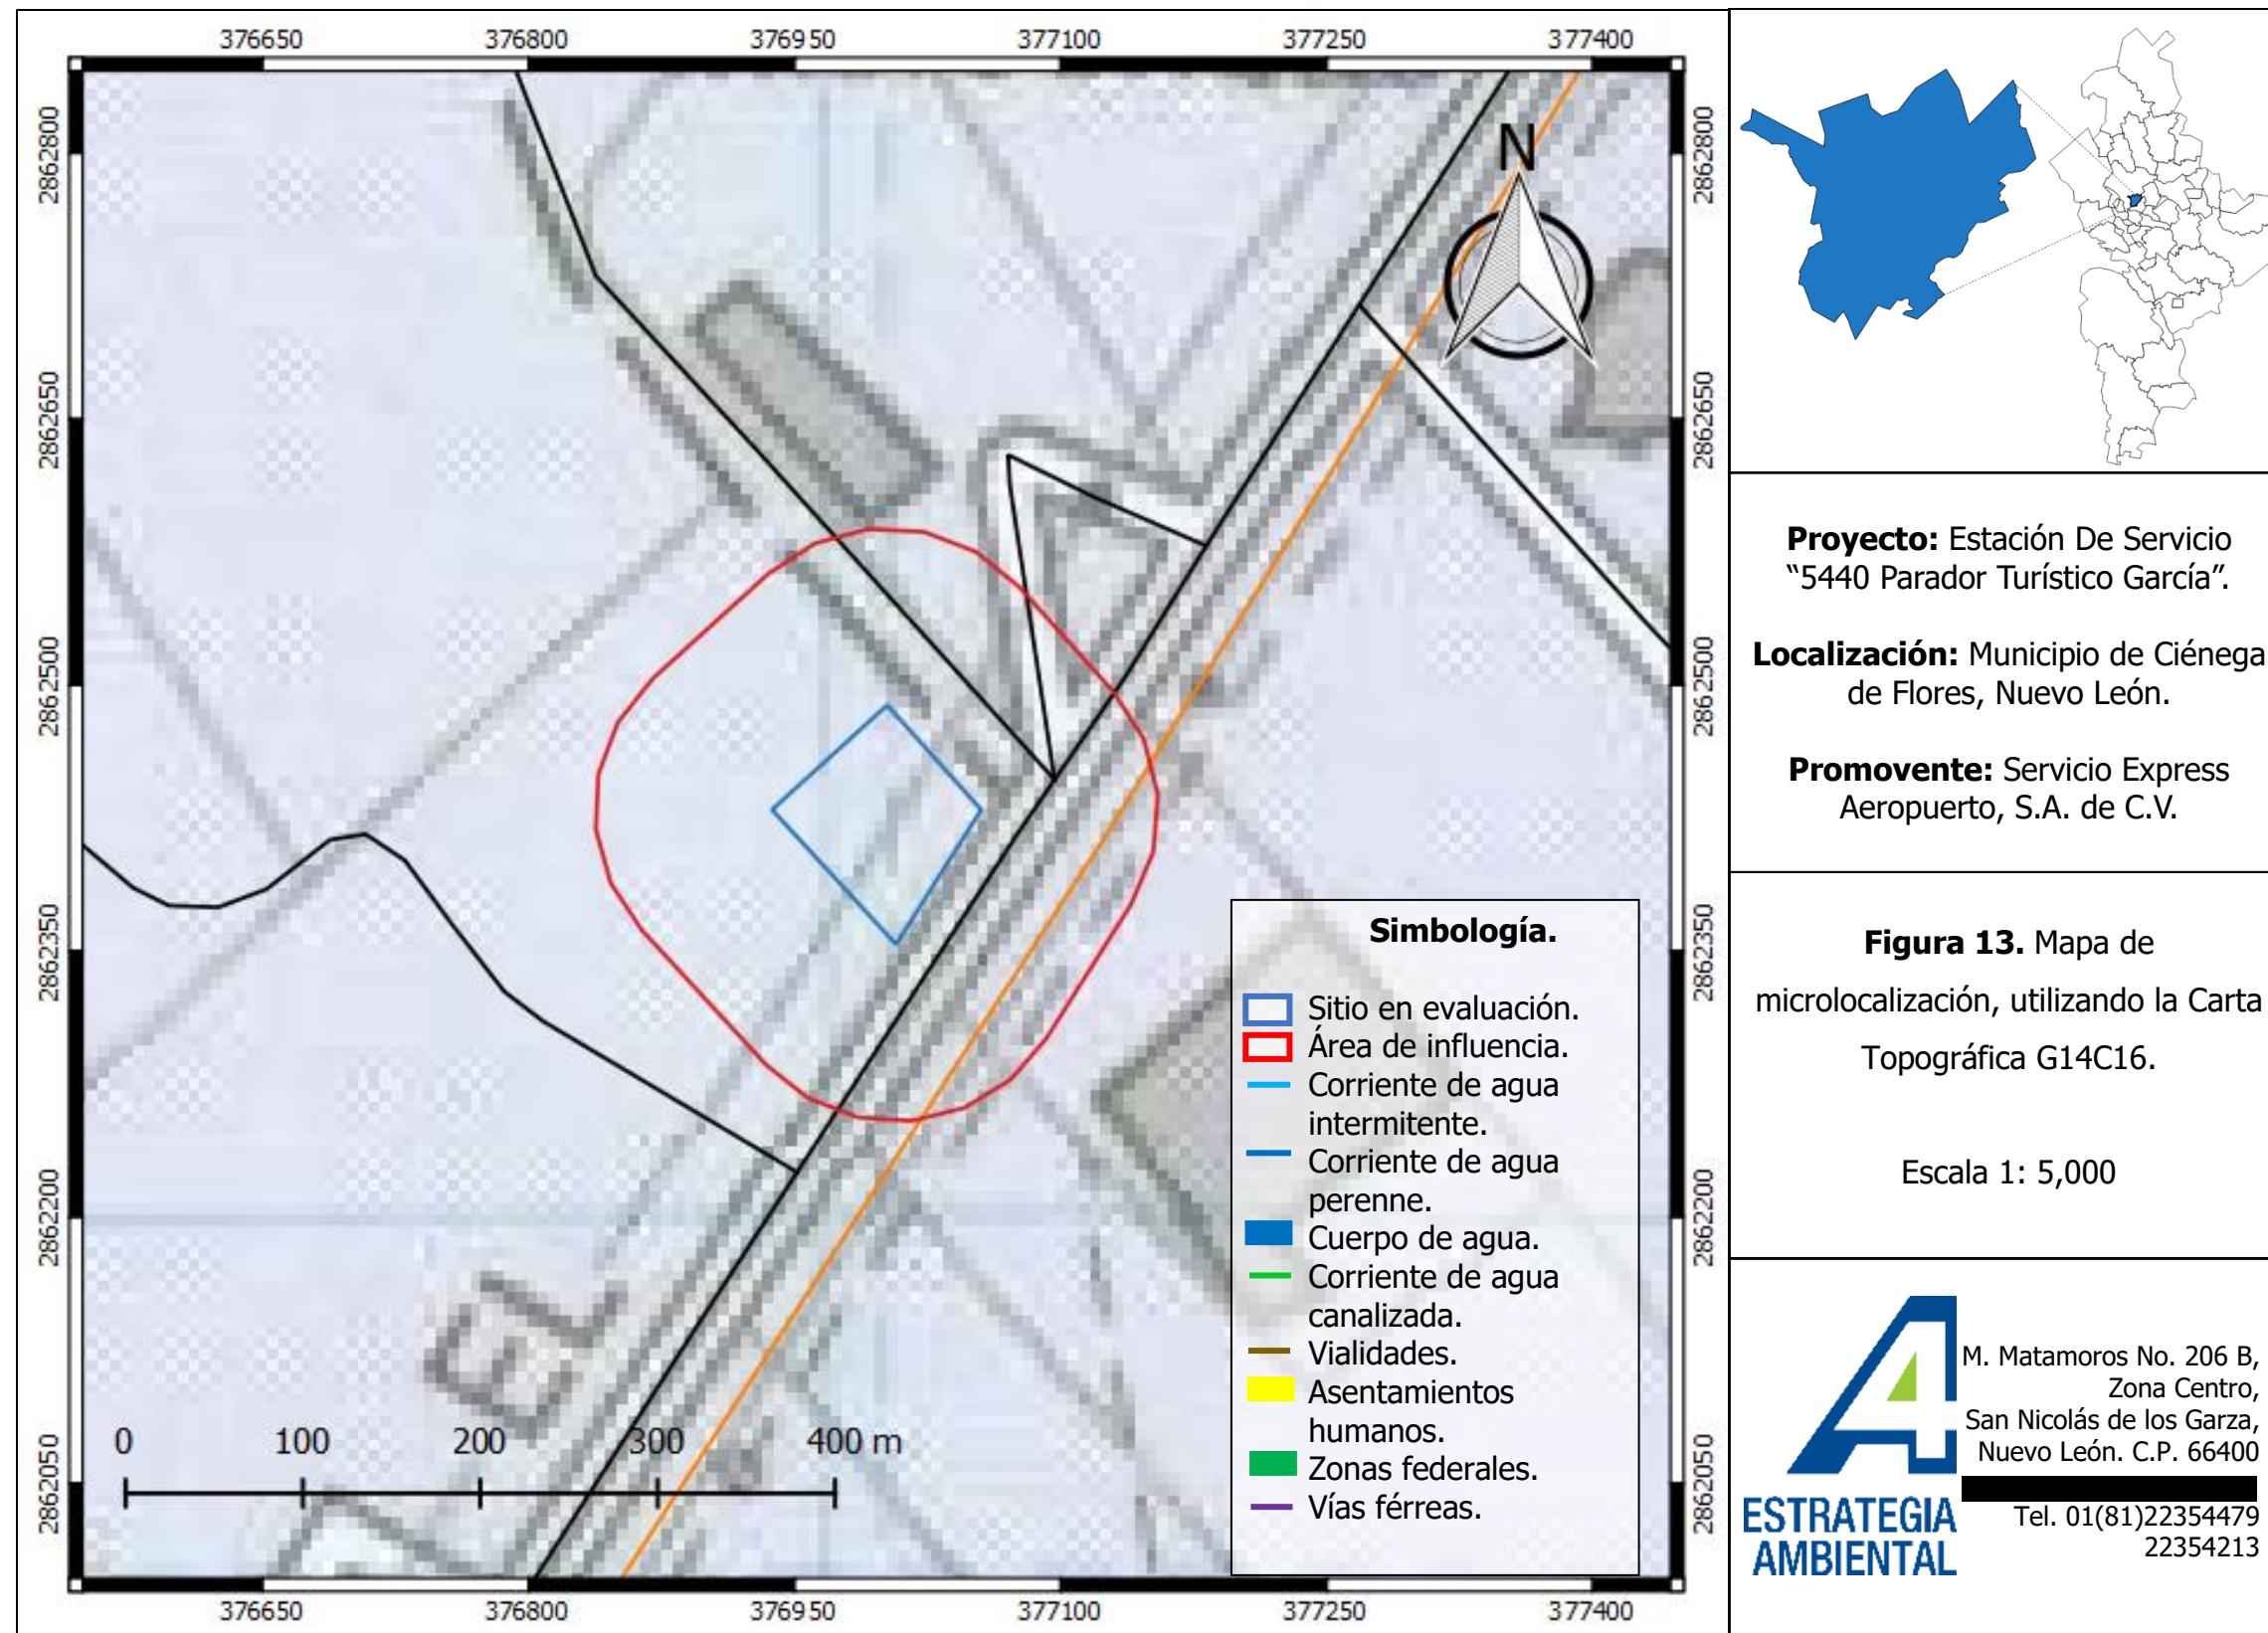 376650 376800 376950 377100 377250 377400
2862800 2862800
2862650 2862650
2862500 2862500
2862350 2862350
2862200 2862200
2862050 2862050
N
Simbología.
Sitio en evaluación.
Área de influencia.
Corriente de agua
intermitente.
Corriente de agua
perenne.
Cuerpo de agua.
Corriente de agua
canalizada.
Vialidades.
Asentamientos
humanos.
Zonas federales.
Vías férreas.
0 100 200 300 400 m
376650 376800 376950 377100 377250 377400
Proyecto: Estación De Servicio
“5440 Parador Turístico García”.
Localización: Municipio de Ciénega
de Flores, Nuevo León.
Promovente: Servicio Express
Aeropuerto, S.A. de C.V.
Figura 13. Mapa de
microlocalización, utilizando la Carta
Topográfica G14C16.
Escala 1: 5,000
M. Matamoros No. 206 B,
Zona Centro,
San Nicolás de los Garza,
Nuevo León. C.P. 66400
Tel. 01(81)22354479
22354213
ESTRATEGIA
AMBIENTAL